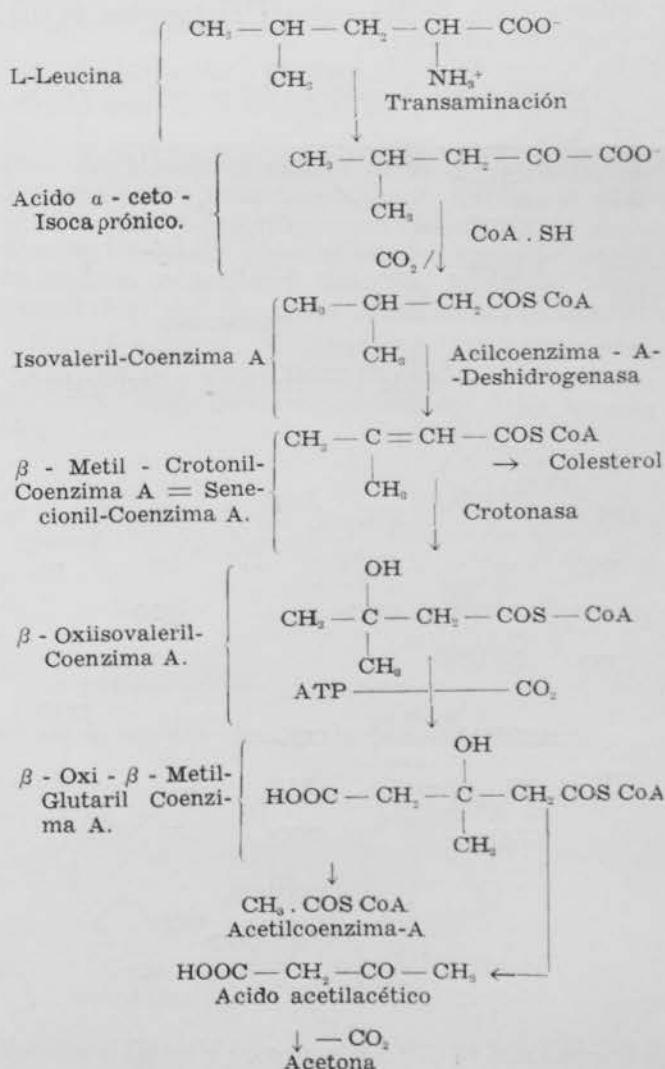 CH₃ — CH — CH₂ — CH — COO⁻
L-Leucina
CH₃ NH₃⁺
Transaminación
CH₃ — CH — CH₂ — CO — COO⁻
Acido α - ceto -
Isocaprónico.
CH₃
CoA . SH
CO₂ /
CH₃ — CH — CH₂ COS CoA
Isovaleril-Coenzima A
CH₃
Acilcoenzima - A-
-Deshidrogenasa
CH₃ — C = CH — COS CoA
→ Colesterol
β - Metil - Crotonil-
Coenzima A = Sene-
cionil-Coenzima A.
CH₃
Crotonasa
OH
CH₃ — C — CH₂ — COS — CoA
β - Oxiisovaleril-
Coenzima A.
CH₃
ATP ——— CO₂
OH
β - Oxi - β - Metil-
Glutaril Coenzi-
ma A.
HOOC — CH₂ — C — CH₂ COS CoA
CH₃
↓
CH₃ . COS CoA
Acetilcoenzima-A
HOOC — CH₂ — CO — CH₃ ←
Acido acetilacético
↓ — CO₂
Acetona